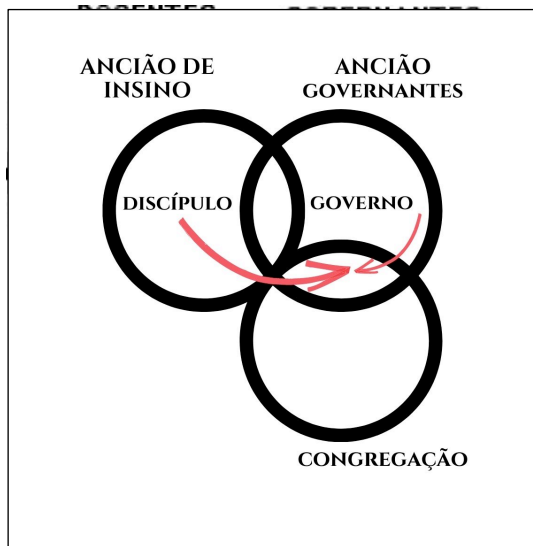 ANCIÃO DE
INSINO
ANCIÃO
GOVERNANTES
DISCÍPULO
GOVERNO
CONGREGAÇÃO